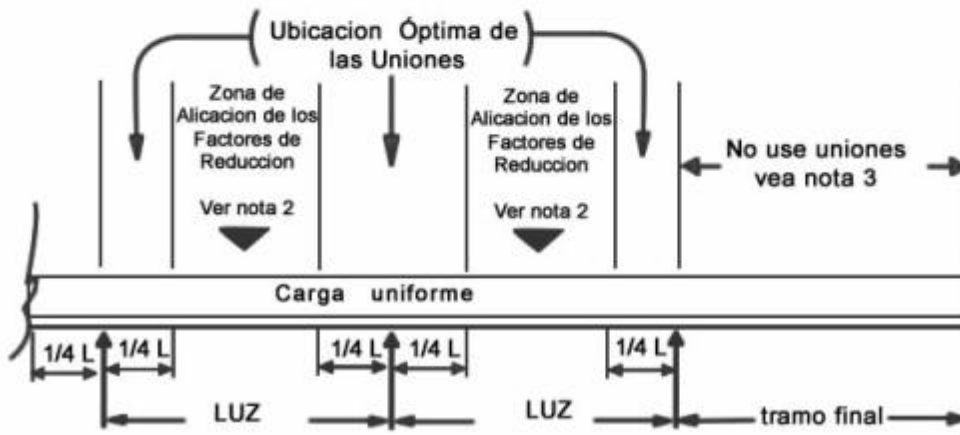 Ubicacion Óptima de
las Uniones
Zona de
Alicacion de los
Factores de
Reduccion
Ver nota 2
Zona de
Alicacion de los
Factores de
Reduccion
Ver nota 2
No use uniones
vea nota 3
Carga uniforme
1/4 L
1/4 L
1/4 L
1/4 L
1/4 L
LUZ
LUZ
tramo final